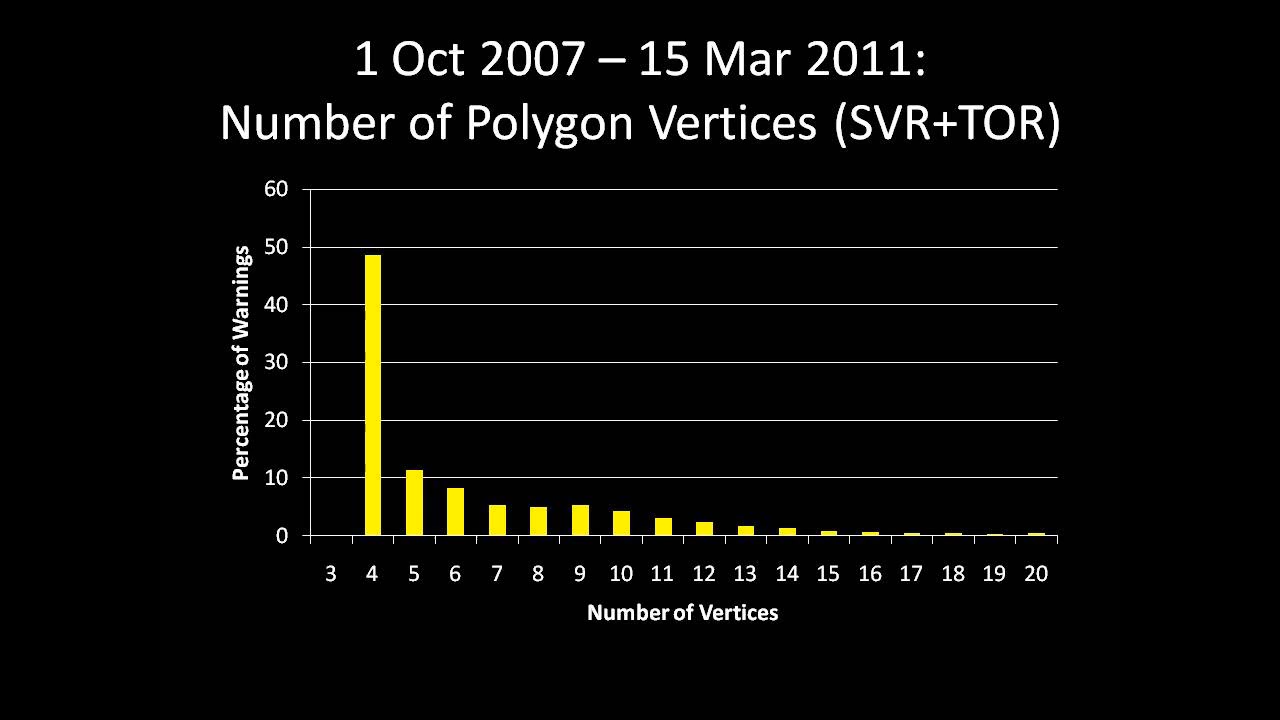 1 Oct 2007 – 15 Mar 2011:
Number of Polygon Vertices (SVR+TOR)
Percentage of Warnings
60
50
40
30
20
10
0
3 4 5 6 7 8 9 10 11 12 13 14 15 16 17 18 19 20
Number of Vertices